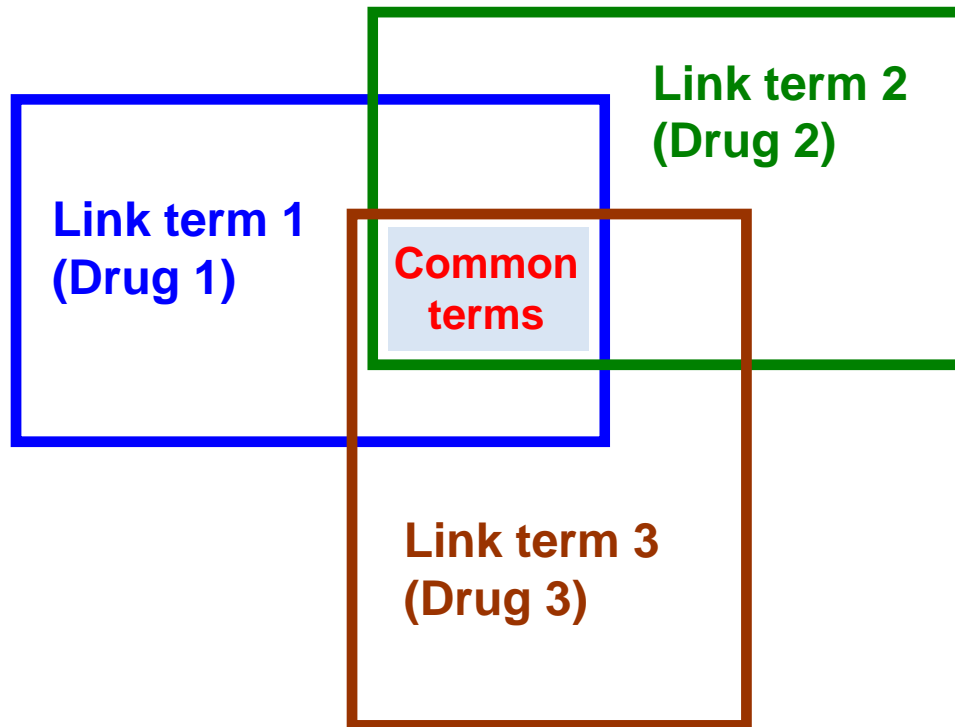 Link term 2
(Drug 2)
Link term 1
(Drug 1)
Common
terms
Link term 3
(Drug 3)